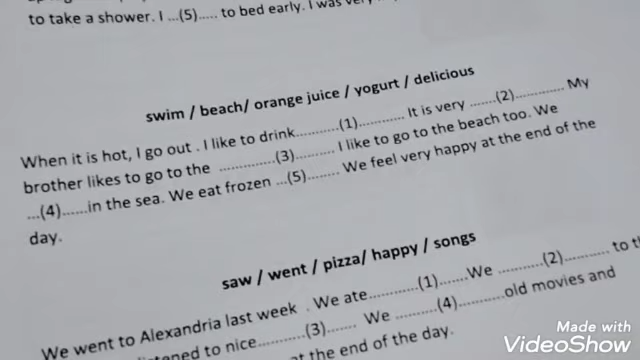 to take a shower. I ...(5)..... to bed early. I was
swim / beach/ orange juice / yogurt / delicious
When it is hot, I go out . I like to drink...........(1)........... It is very .......(2)............ My
brother likes to go to the ..............(3).......... I like to go to the beach too. We
...(4)......in the sea. We eat frozen ...(5)........ We feel very happy at the end of the
day.
saw / went / pizza/ happy / songs
We went to Alexandria last week . We ate............(1).......We ..........(2)........... to
to nice...........(3)....... We ..........(4)...........old movies and
at the end of the day.
Made with
VideoShow